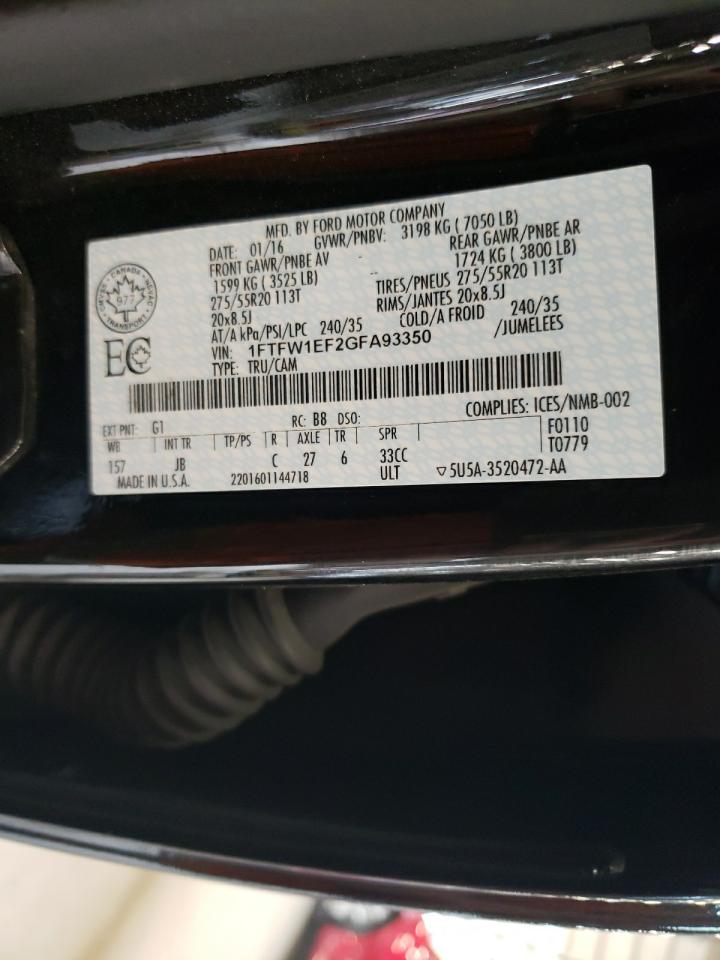 MFD. BY FORD MOTOR COMPANY
DATE: 01/16 GVWR/PNBV: 3198 KG ( 7050 LB)
FRONT GAWR/PNBE AV REAR GAWR/PNBE AR
1599 KG ( 3525 LB) 1724 KG ( 3800 LB)
275/55R20 113T TIRES/PNEUS 275/55R20 113T
20x8.5J RIMS/JANTES 20x8.5J
AT/A kPa/PSI/LPC 240/35 COLD/A FROID 240/35
VIN: 1FTFW1EF2GFA93350 /JUMELEES
TYPE: TRU/CAM
CANADA
977
TRANSPORT
EC
EXT PNT: G1 RC: B8 DSO: COMPLIES: ICES/NMB-002
WB INT TR TP/PS R AXLE TR SPR F0110
157 JB C 27 6 33CC T0779
MADE IN U.S.A. 2201601144718 ULT ▽5U5A-3520472-AA